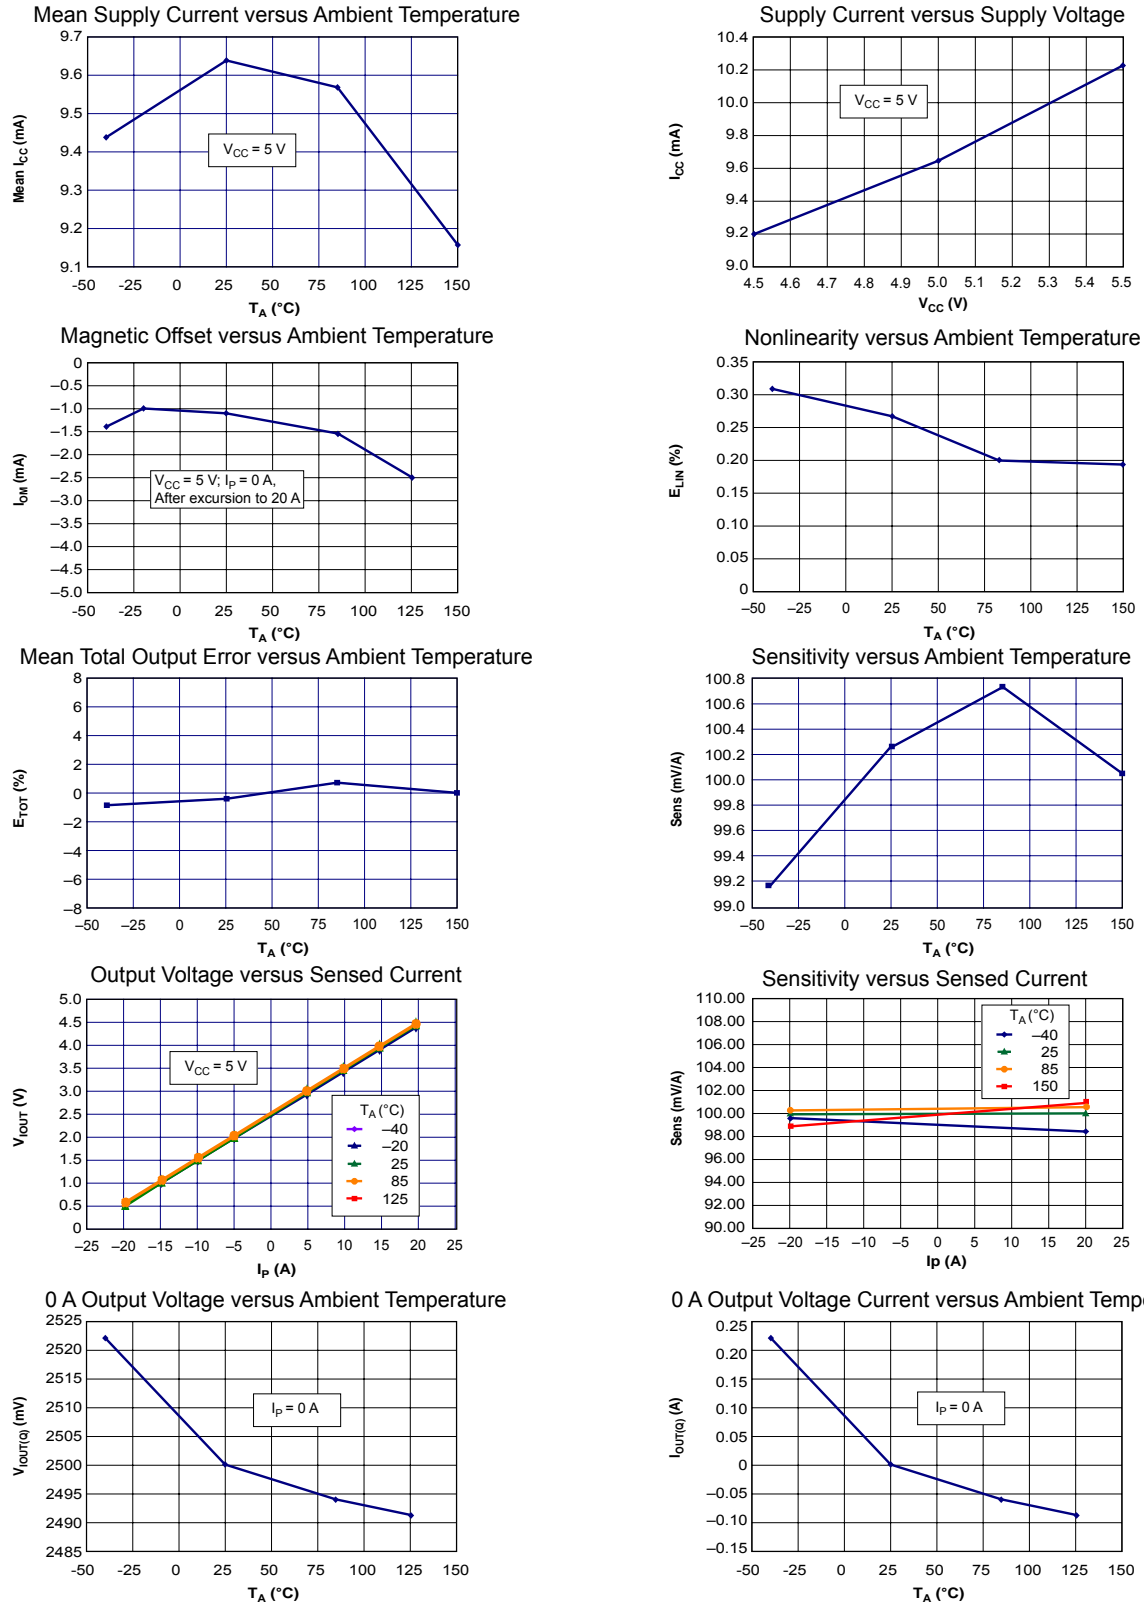 Mean Supply Current versus Ambient Temperature
9.7
9.6
9.5
9.4
9.3
9.2
9.1
Mean ICC (mA)
VCC = 5 V
-50 -25 0 25 50 75 100 125 150
TA (°C)
Supply Current versus Supply Voltage
10.4
10.2
10.0
9.8
9.6
9.4
9.2
9.0
ICC (mA)
VCC = 5 V
4.5 4.6 4.7 4.8 4.9 5.0 5.1 5.2 5.3 5.4 5.5
VCC (V)
Magnetic Offset versus Ambient Temperature
0
–0.5
–1.0
–1.5
–2.0
–2.5
–3.0
–3.5
–4.0
–4.5
–5.0
IOM (mA)
VCC = 5 V; IP = 0 A,
After excursion to 20 A
-50 -25 0 25 50 75 100 125 150
TA (°C)
Nonlinearity versus Ambient Temperature
0.35
0.30
0.25
0.20
0.15
0.10
0.05
0
ELIN (%)
–50 –25 0 25 50 75 100 125 150
TA (°C)
Mean Total Output Error versus Ambient Temperature
8
6
4
2
0
–2
–4
–6
–8
ETOT (%)
–50 –25 0 25 50 75 100 125 150
TA (°C)
Sensitivity versus Ambient Temperature
100.8
100.6
100.4
100.2
100.0
99.8
99.6
99.4
99.2
99.0
Sens (mV/A)
–50 –25 0 25 50 75 100 125 150
TA (°C)
Output Voltage versus Sensed Current
5.0
4.5
4.0
3.5
3.0
2.5
2.0
1.5
1.0
0.5
0
VIOUT (V)
VCC = 5 V
TA (°C)
–40
–20
25
85
125
–25 –20 –15 –10 –5 0 5 10 15 20 25
IP (A)
Sensitivity versus Sensed Current
110.00
108.00
106.00
104.00
102.00
100.00
98.00
96.00
94.00
92.00
90.00
Sens (mV/A)
TA (°C)
–40
25
85
150
–25 –20 –15 –10 –5 0 5 10 15 20 25
Ip (A)
0 A Output Voltage versus Ambient Temperature
2525
2520
2515
2510
2505
2500
2495
2490
2485
VIOUT(Q) (mV)
IP = 0 A
-50 -25 0 25 50 75 100 125 150
TA (°C)
0 A Output Voltage Current versus Ambient Tempe
0.25
0.20
0.15
0.10
0.05
0
–0.05
–0.10
–0.15
IOUT(Q) (A)
IP = 0 A
-50 -25 0 25 50 75 100 125 150
TA (°C)